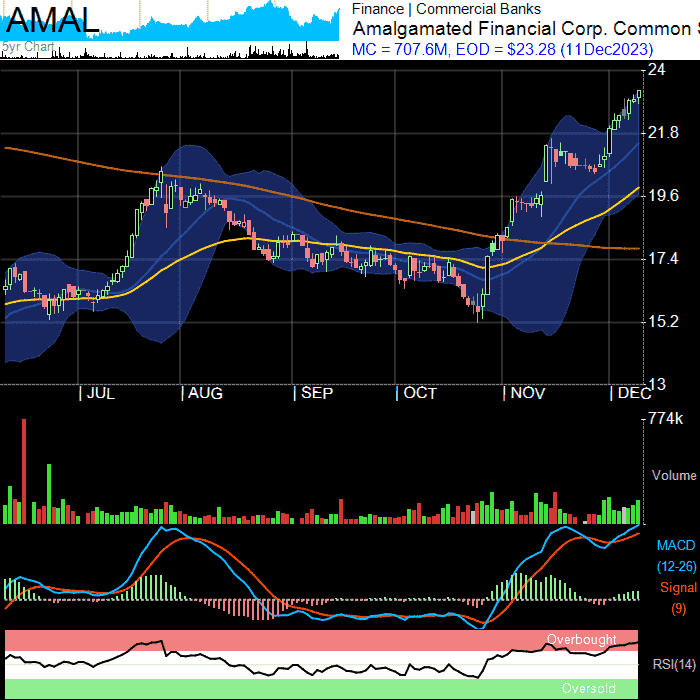 AMAL
5yr Chart
Finance | Commercial Banks
Amalgamated Financial Corp. Common
MC = 707.6M, EOD = $23.28 (11Dec2023)
24
21.8
19.6
17.4
15.2
13
JUL AUG SEP OCT NOV DEC
774k
Volume
MACD
(12-26)
Signal
(9)
Overbought
RSI(14)
Oversold